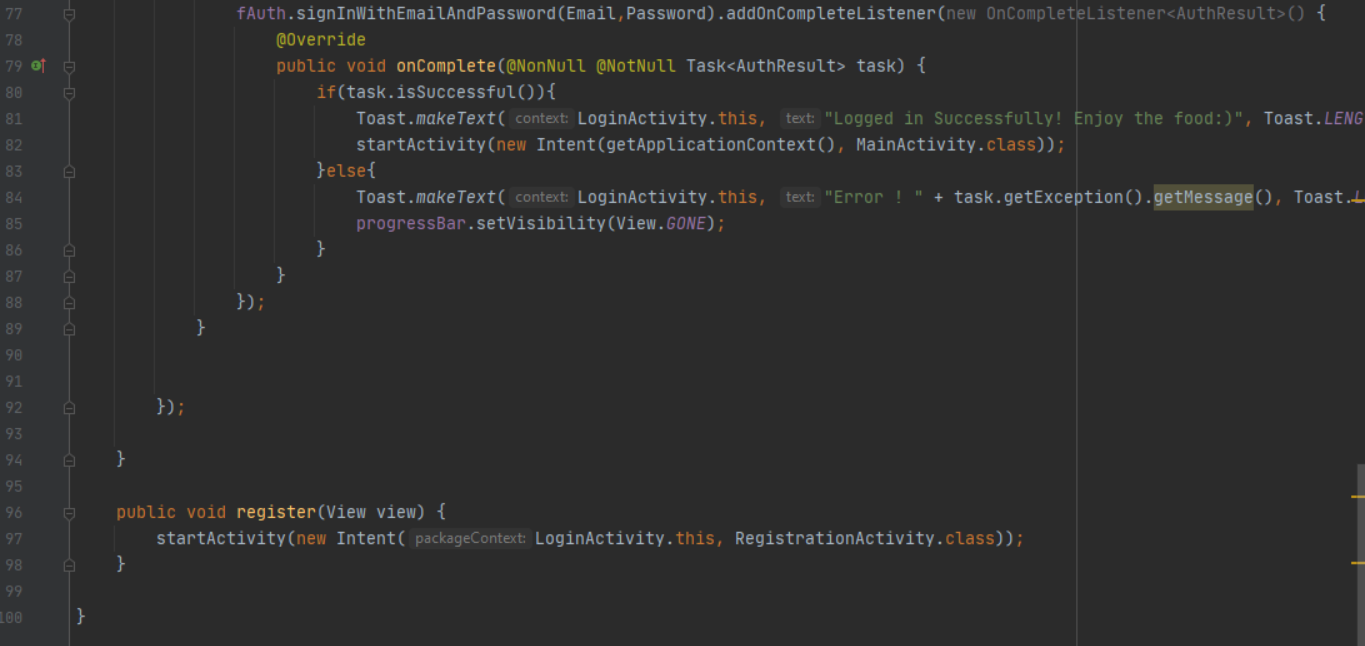 77 fAuth.signInWithEmailAndPassword(Email,Password).addOnCompleteListener(new OnCompleteListener<AuthResult>() {
78 @Override
79 public void onComplete(@NonNull @NotNull Task<AuthResult> task) {
80 if(task.isSuccessful()){
81 Toast.makeText( context: LoginActivity.this, text: "Logged in Successfully! Enjoy the food:)", Toast.LENG
82 startActivity(new Intent(getApplicationContext(), MainActivity.class));
83 }else{
84 Toast.makeText( context: LoginActivity.this, text: "Error ! " + task.getException().getMessage(), Toast.L
85 progressBar.setVisibility(View.GONE);
86 }
87 }
88 });
89 }
90
91
92 });
93
94 }
95
96 public void register(View view) {
97 startActivity(new Intent( packageContext: LoginActivity.this, RegistrationActivity.class));
98 }
99
100 }